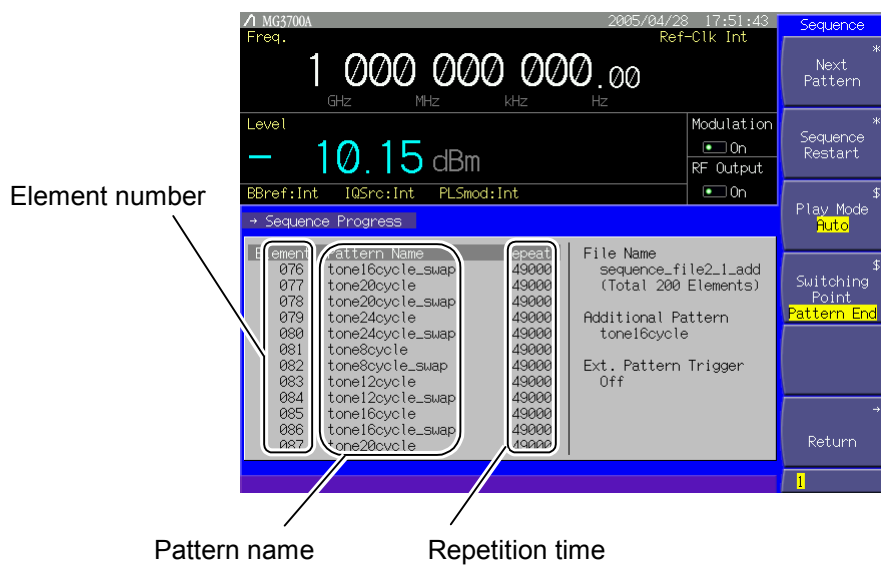 MG3700A 2005/04/28 17:51:43
Freq. Ref-Clk Int
1 000 000 000.00
GHz MHz kHz Hz
Level
- 10.15 dBm
Modulation
On
RF Output
On
BBref:Int IQSrc:Int PLSmod:Int
→ Sequence Progress
Element Pattern Name Repeat
076 tone16cycle_swap 49000
077 tone20cycle 49000
078 tone20cycle_swap 49000
079 tone24cycle 49000
080 tone24cycle_swap 49000
081 tone8cycle 49000
082 tone8cycle_swap 49000
083 tone12cycle 49000
084 tone12cycle_swap 49000
085 tone16cycle 49000
086 tone16cycle_swap 49000
087 tone20cycle 49000
File Name
sequence_file2_1_add
(Total 200 Elements)
Additional Pattern
tone16cycle
Ext. Pattern Trigger
Off
Sequence
*
Next
Pattern
*
Sequence
Restart
$
Play Mode
Auto
$
Switching
Point
Pattern End
→
Return
1
Element number
Pattern name
Repetition time